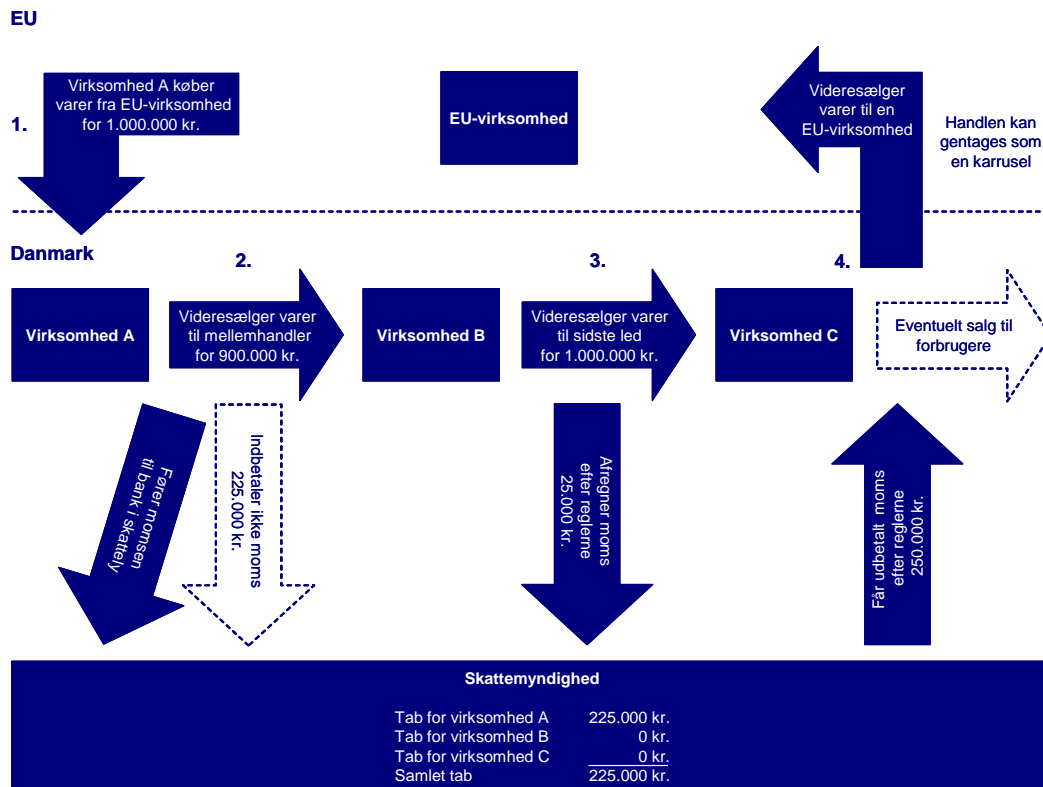 EU
1.
Virksomhed A køber
varer fra EU-virksomhed
for 1.000.000 kr.
EU-virksomhed
Videresælger
varer til en
EU-virksomhed
Handlen kan
gentages som
en karrusel
Danmark
2.
3.
4.
Virksomhed A
Videresælger varer
til mellemhandler
for 900.000 kr.
Virksomhed B
Videresælger varer
til sidste led
for 1.000.000 kr.
Virksomhed C
Eventuelt salg til
forbrugere
Fører momsen
til bank i skattely
Indbetaler ikke moms
225.000 kr.
Afregner moms
efter reglerne
25.000 kr.
Får udbetalt moms
efter reglerne
250.000 kr.
Skattemyndighed
Tab for virksomhed A 225.000 kr.
Tab for virksomhed B 0 kr.
Tab for virksomhed C 0 kr.
Samlet tab 225.000 kr.